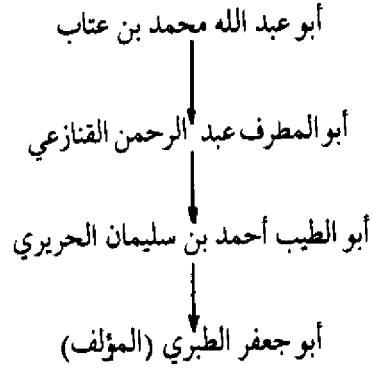 أبو عبد الله محمد بن عتاب
أبو المطرف عبد الرحمن القنازعي
أبو الطيب أحمد بن سليمان الحريري
أبو جعفر الطبري (المؤلف)